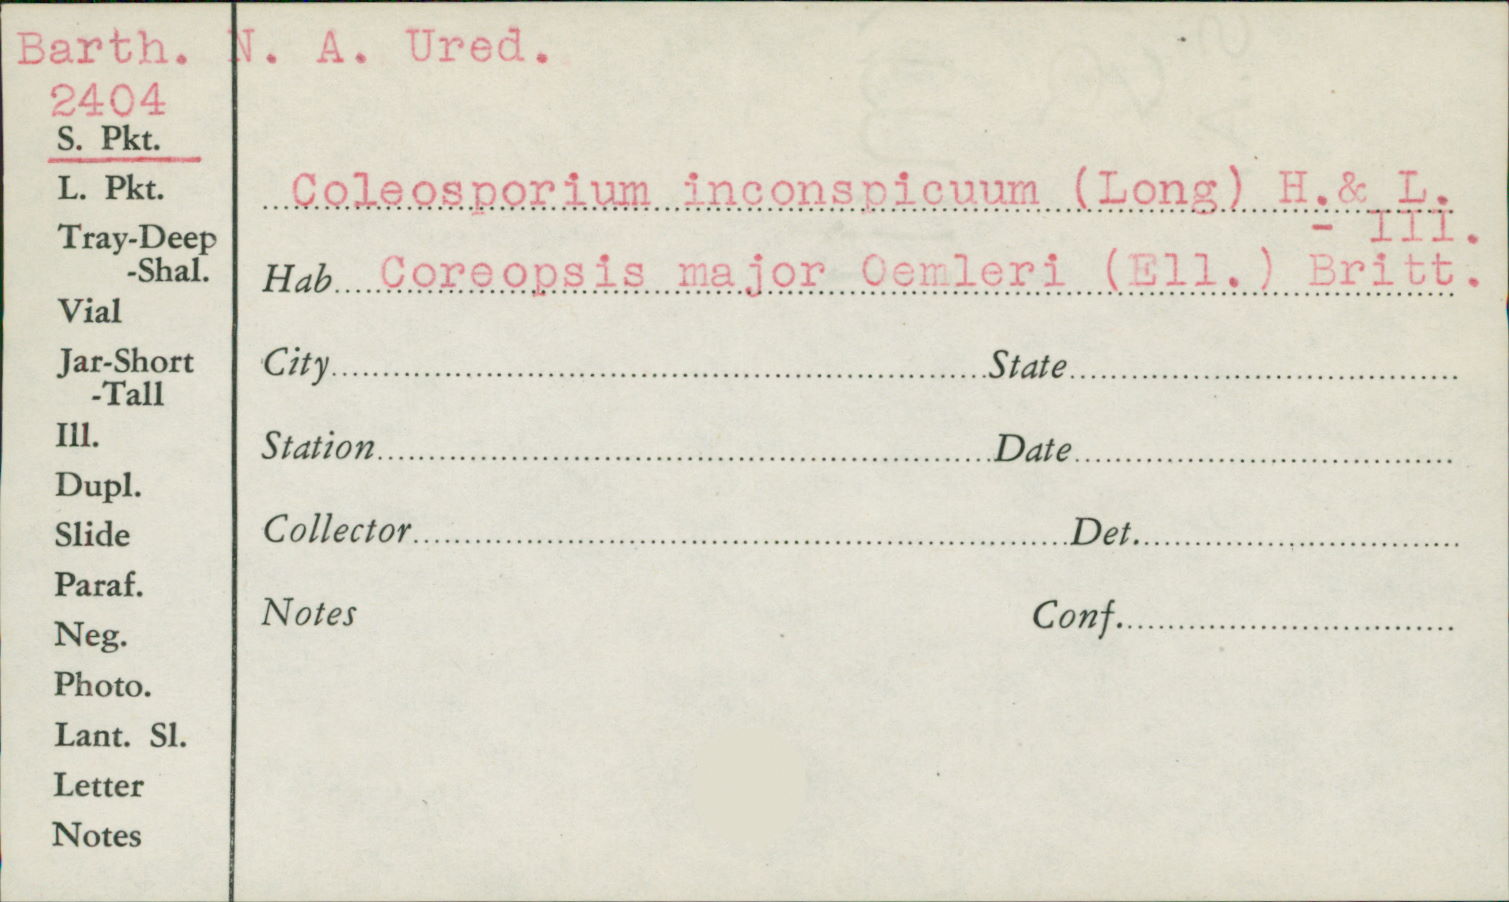 Barth. N. A. Ured.
2404
S. Pkt.
L. Pkt.
Tray-Deep
-Shal.
Vial
Jar-Short
-Tall
Ill.
Dupl.
Slide
Paraf.
Neg.
Photo.
Lant. Sl.
Letter
Notes
Coleosporium inconspicuum (Long) H.& L.
- III.
Hab. Coreopsis major Oemleri (Ell.) Britt.
City State
Station Date
Collector Det.
Notes Conf.